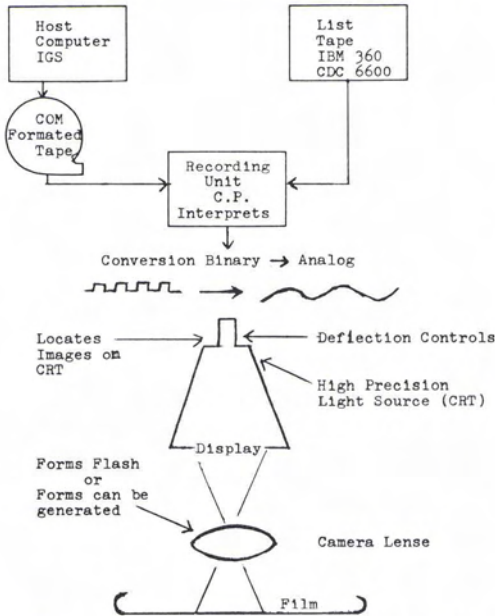 Host
Computer
IGS
List
Tape
IBM 360
CDC 6600
COM
Formated
Tape
Recording
Unit
C.P.
Interprets
Conversion Binary → Analog
Locates
Images on
CRT
Deflection Controls
High Precision
Light Source (CRT)
Display
Forms Flash
or
Forms can be
generated
Camera Lense
Film